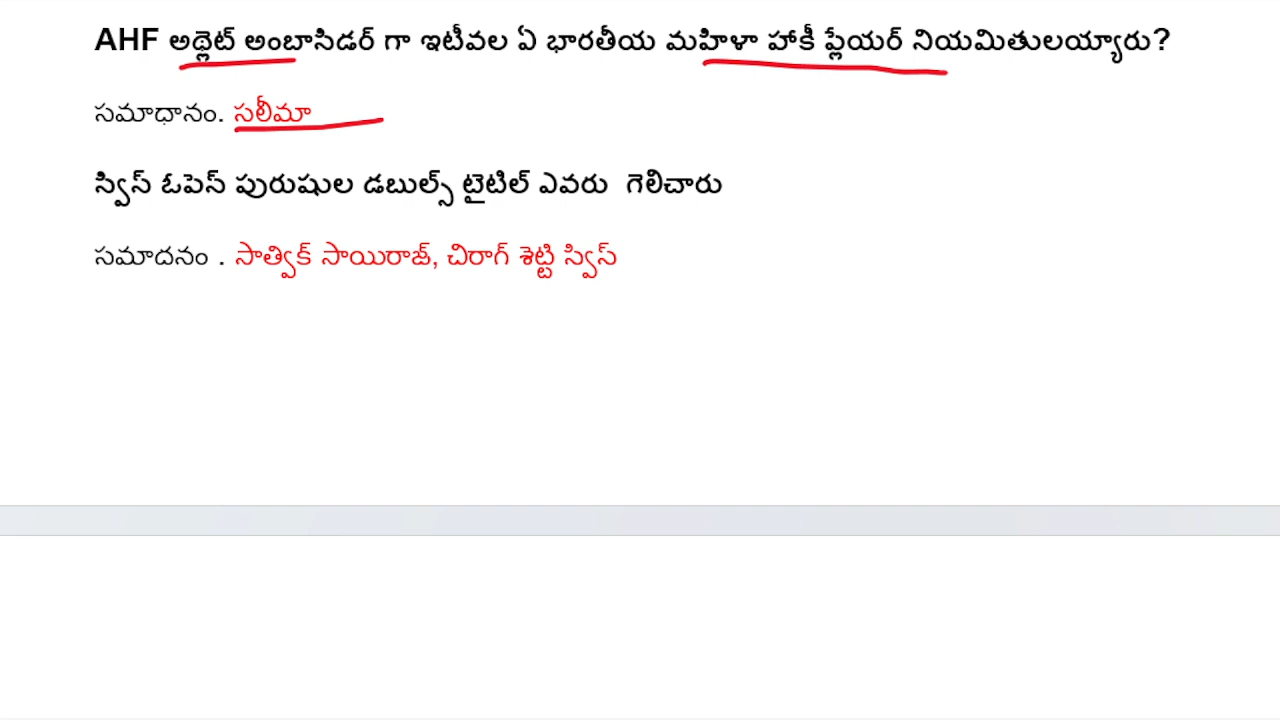 AHF అథ్లెట్ అంబాసిడర్ గా ఇటీవల ఏ భారతీయ మహిళా హాకీ ప్లేయర్ నియమితులయ్యారు?
సమాధానం. సలీమా
స్విస్ ఓపెన్ పురుషుల డబుల్స్ టైటిల్ ఎవరు గెలిచారు
సమాదనం . సాత్విక్ సాయిరాజ్, చిరాగ్ శెట్టి స్విస్